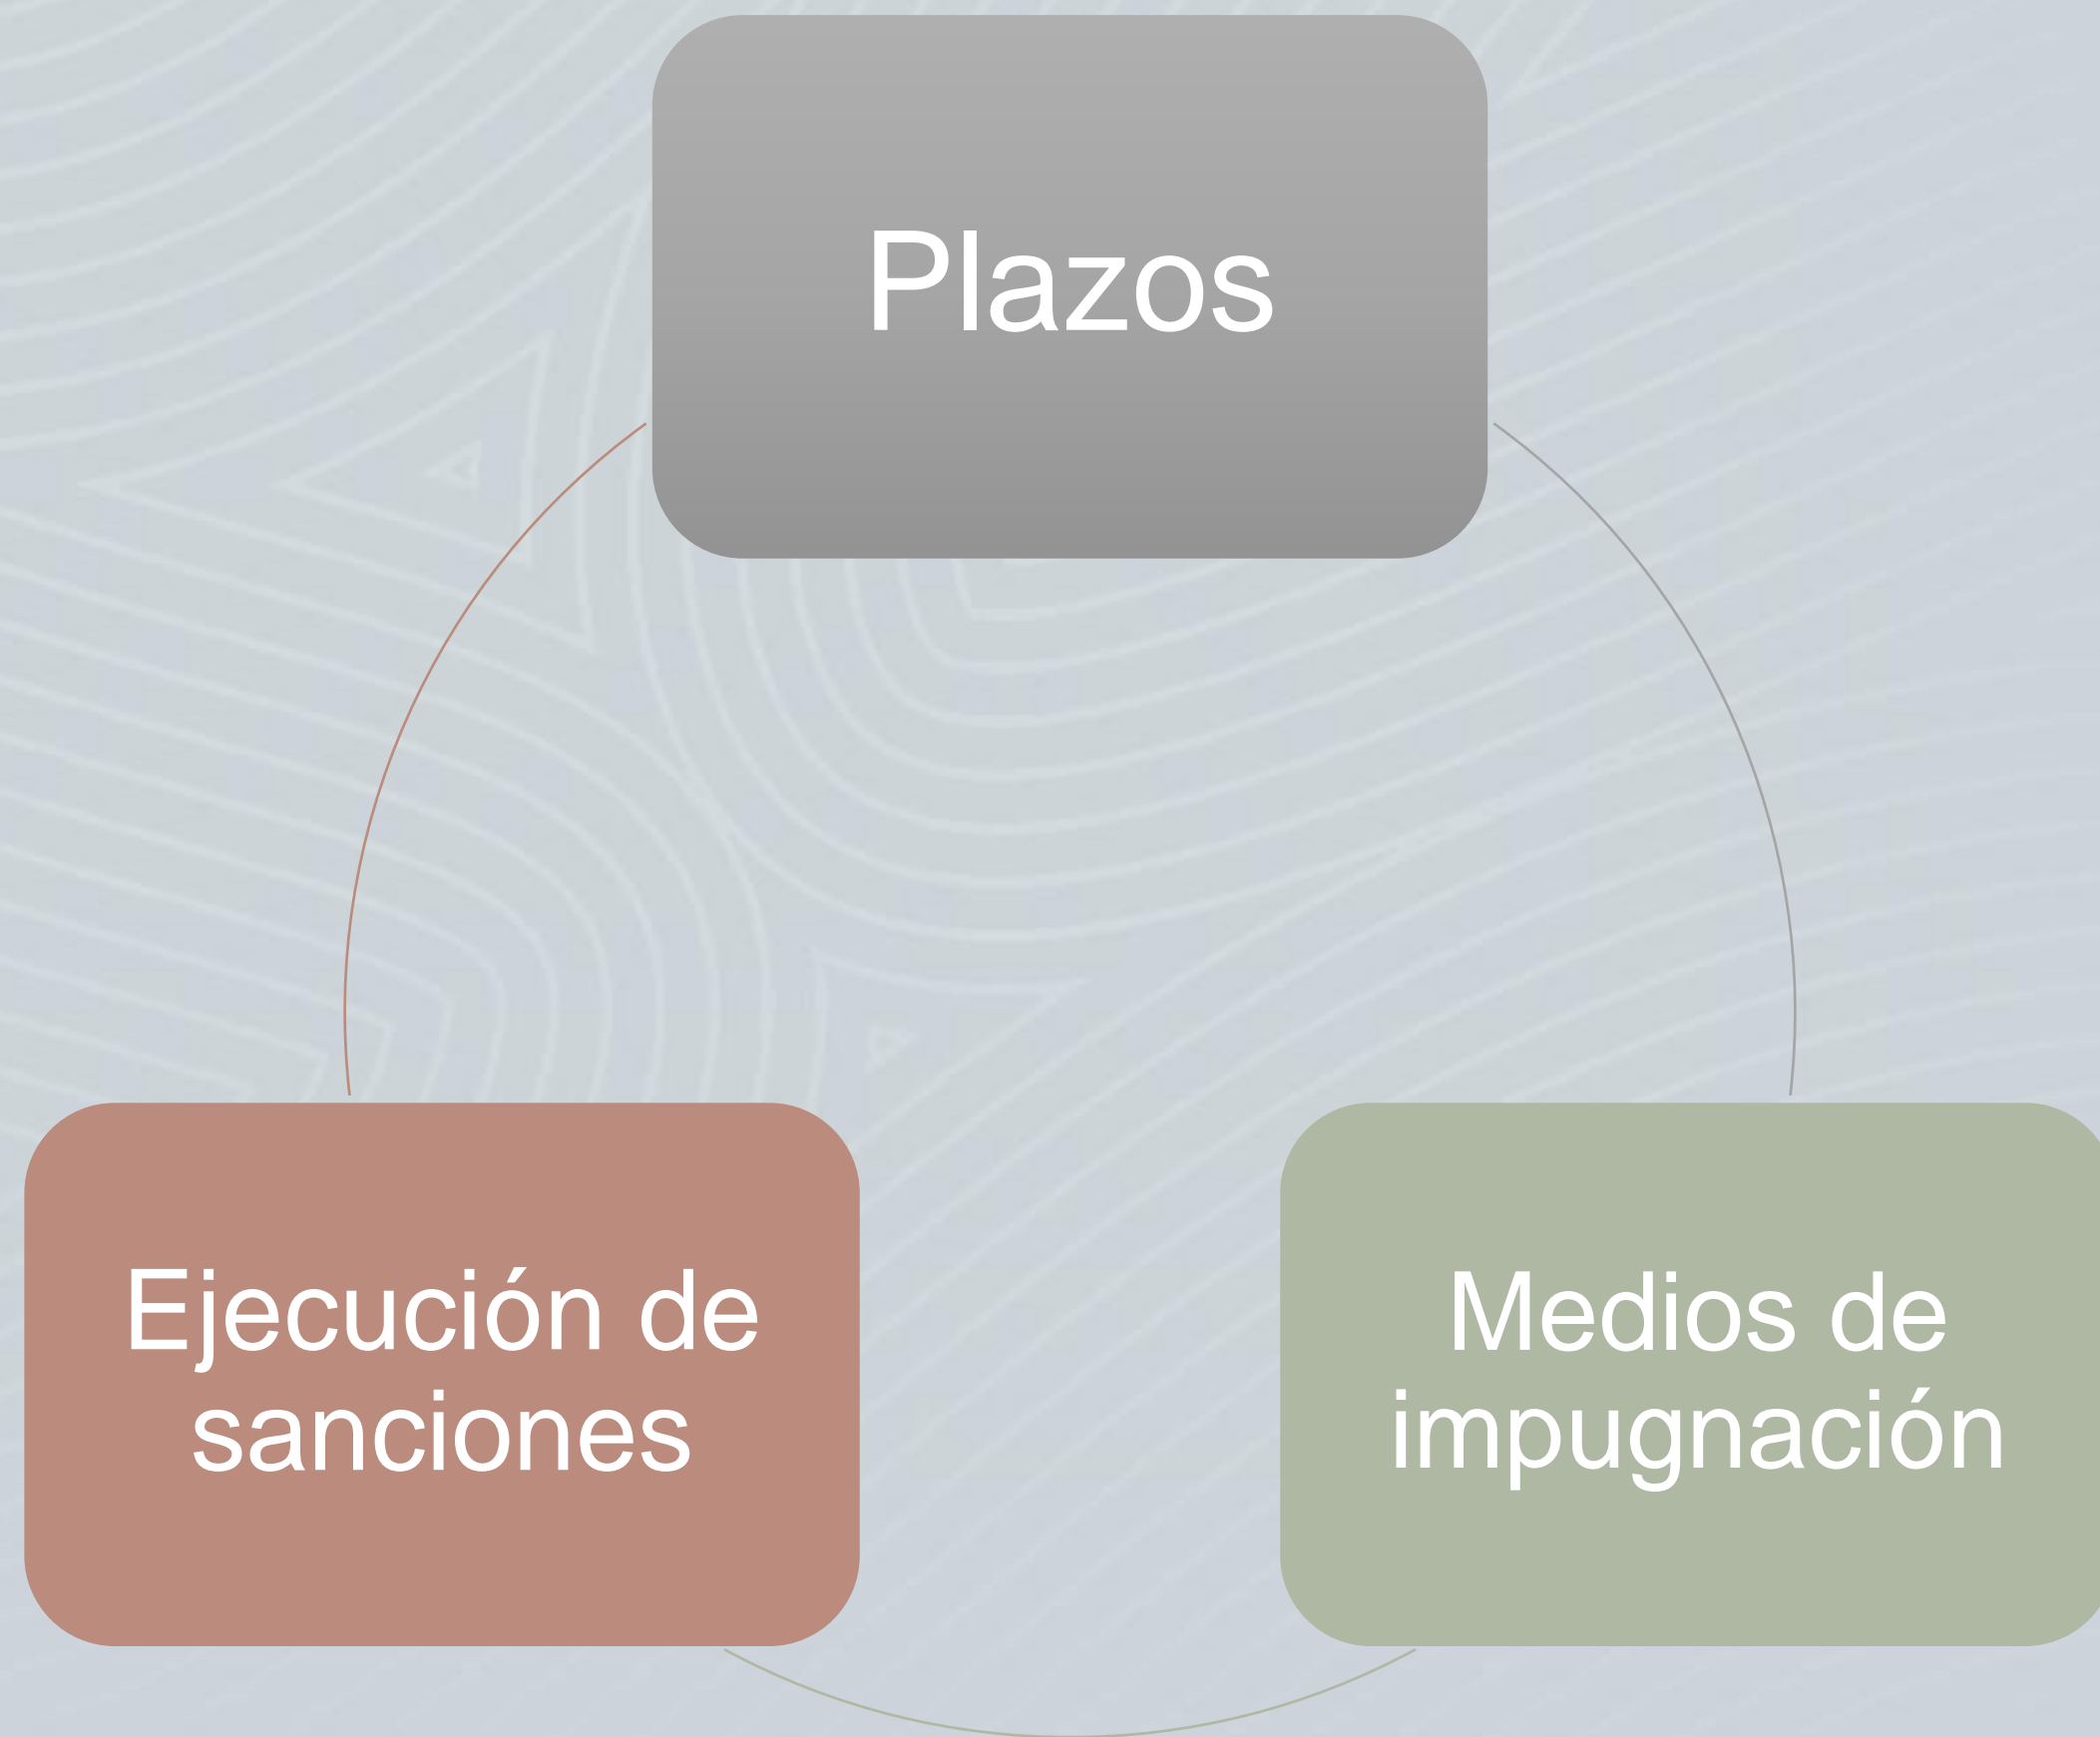 Plazos
Ejecución de
sanciones
Medios de
impugnación